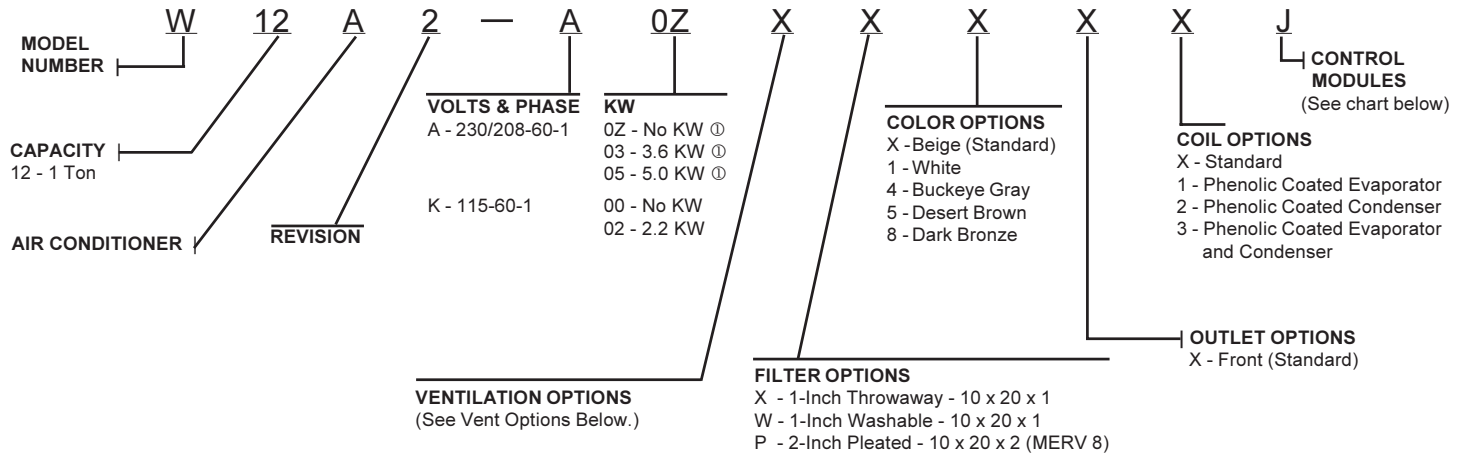 W 12 A 2 — A 0Z X X X X X J
MODEL
NUMBER
CAPACITY
12 - 1 Ton
AIR CONDITIONER
REVISION
VOLTS & PHASE
A - 230/208-60-1
K - 115-60-1
KW
0Z - No KW ①
03 - 3.6 KW ①
05 - 5.0 KW ①
00 - No KW
02 - 2.2 KW
VENTILATION OPTIONS
(See Vent Options Below.)
FILTER OPTIONS
X - 1-Inch Throwaway - 10 x 20 x 1
W - 1-Inch Washable - 10 x 20 x 1
P - 2-Inch Pleated - 10 x 20 x 2 (MERV 8)
COLOR OPTIONS
X - Beige (Standard)
1 - White
4 - Buckeye Gray
5 - Desert Brown
8 - Dark Bronze
OUTLET OPTIONS
X - Front (Standard)
COIL OPTIONS
X - Standard
1 - Phenolic Coated Evaporator
2 - Phenolic Coated Condenser
3 - Phenolic Coated Evaporator
and Condenser
CONTROL
MODULES
(See chart below)